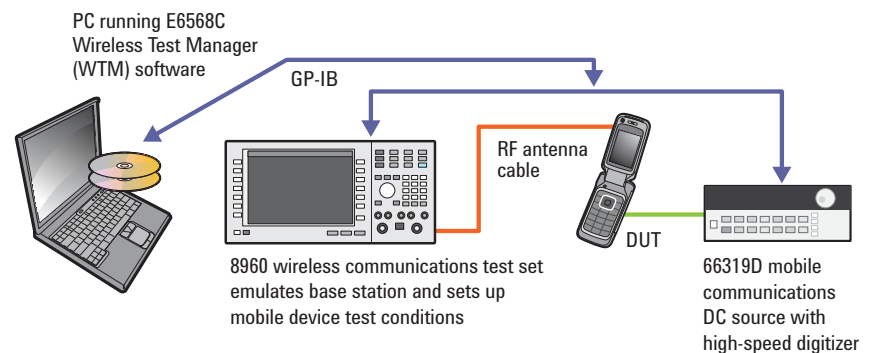 PC running E6568C
Wireless Test Manager
(WTM) software
GP-IB
RF antenna
cable
DUT
8960 wireless communications test set
emulates base station and sets up
mobile device test conditions
66319D mobile
communications
DC source with
high-speed digitizer